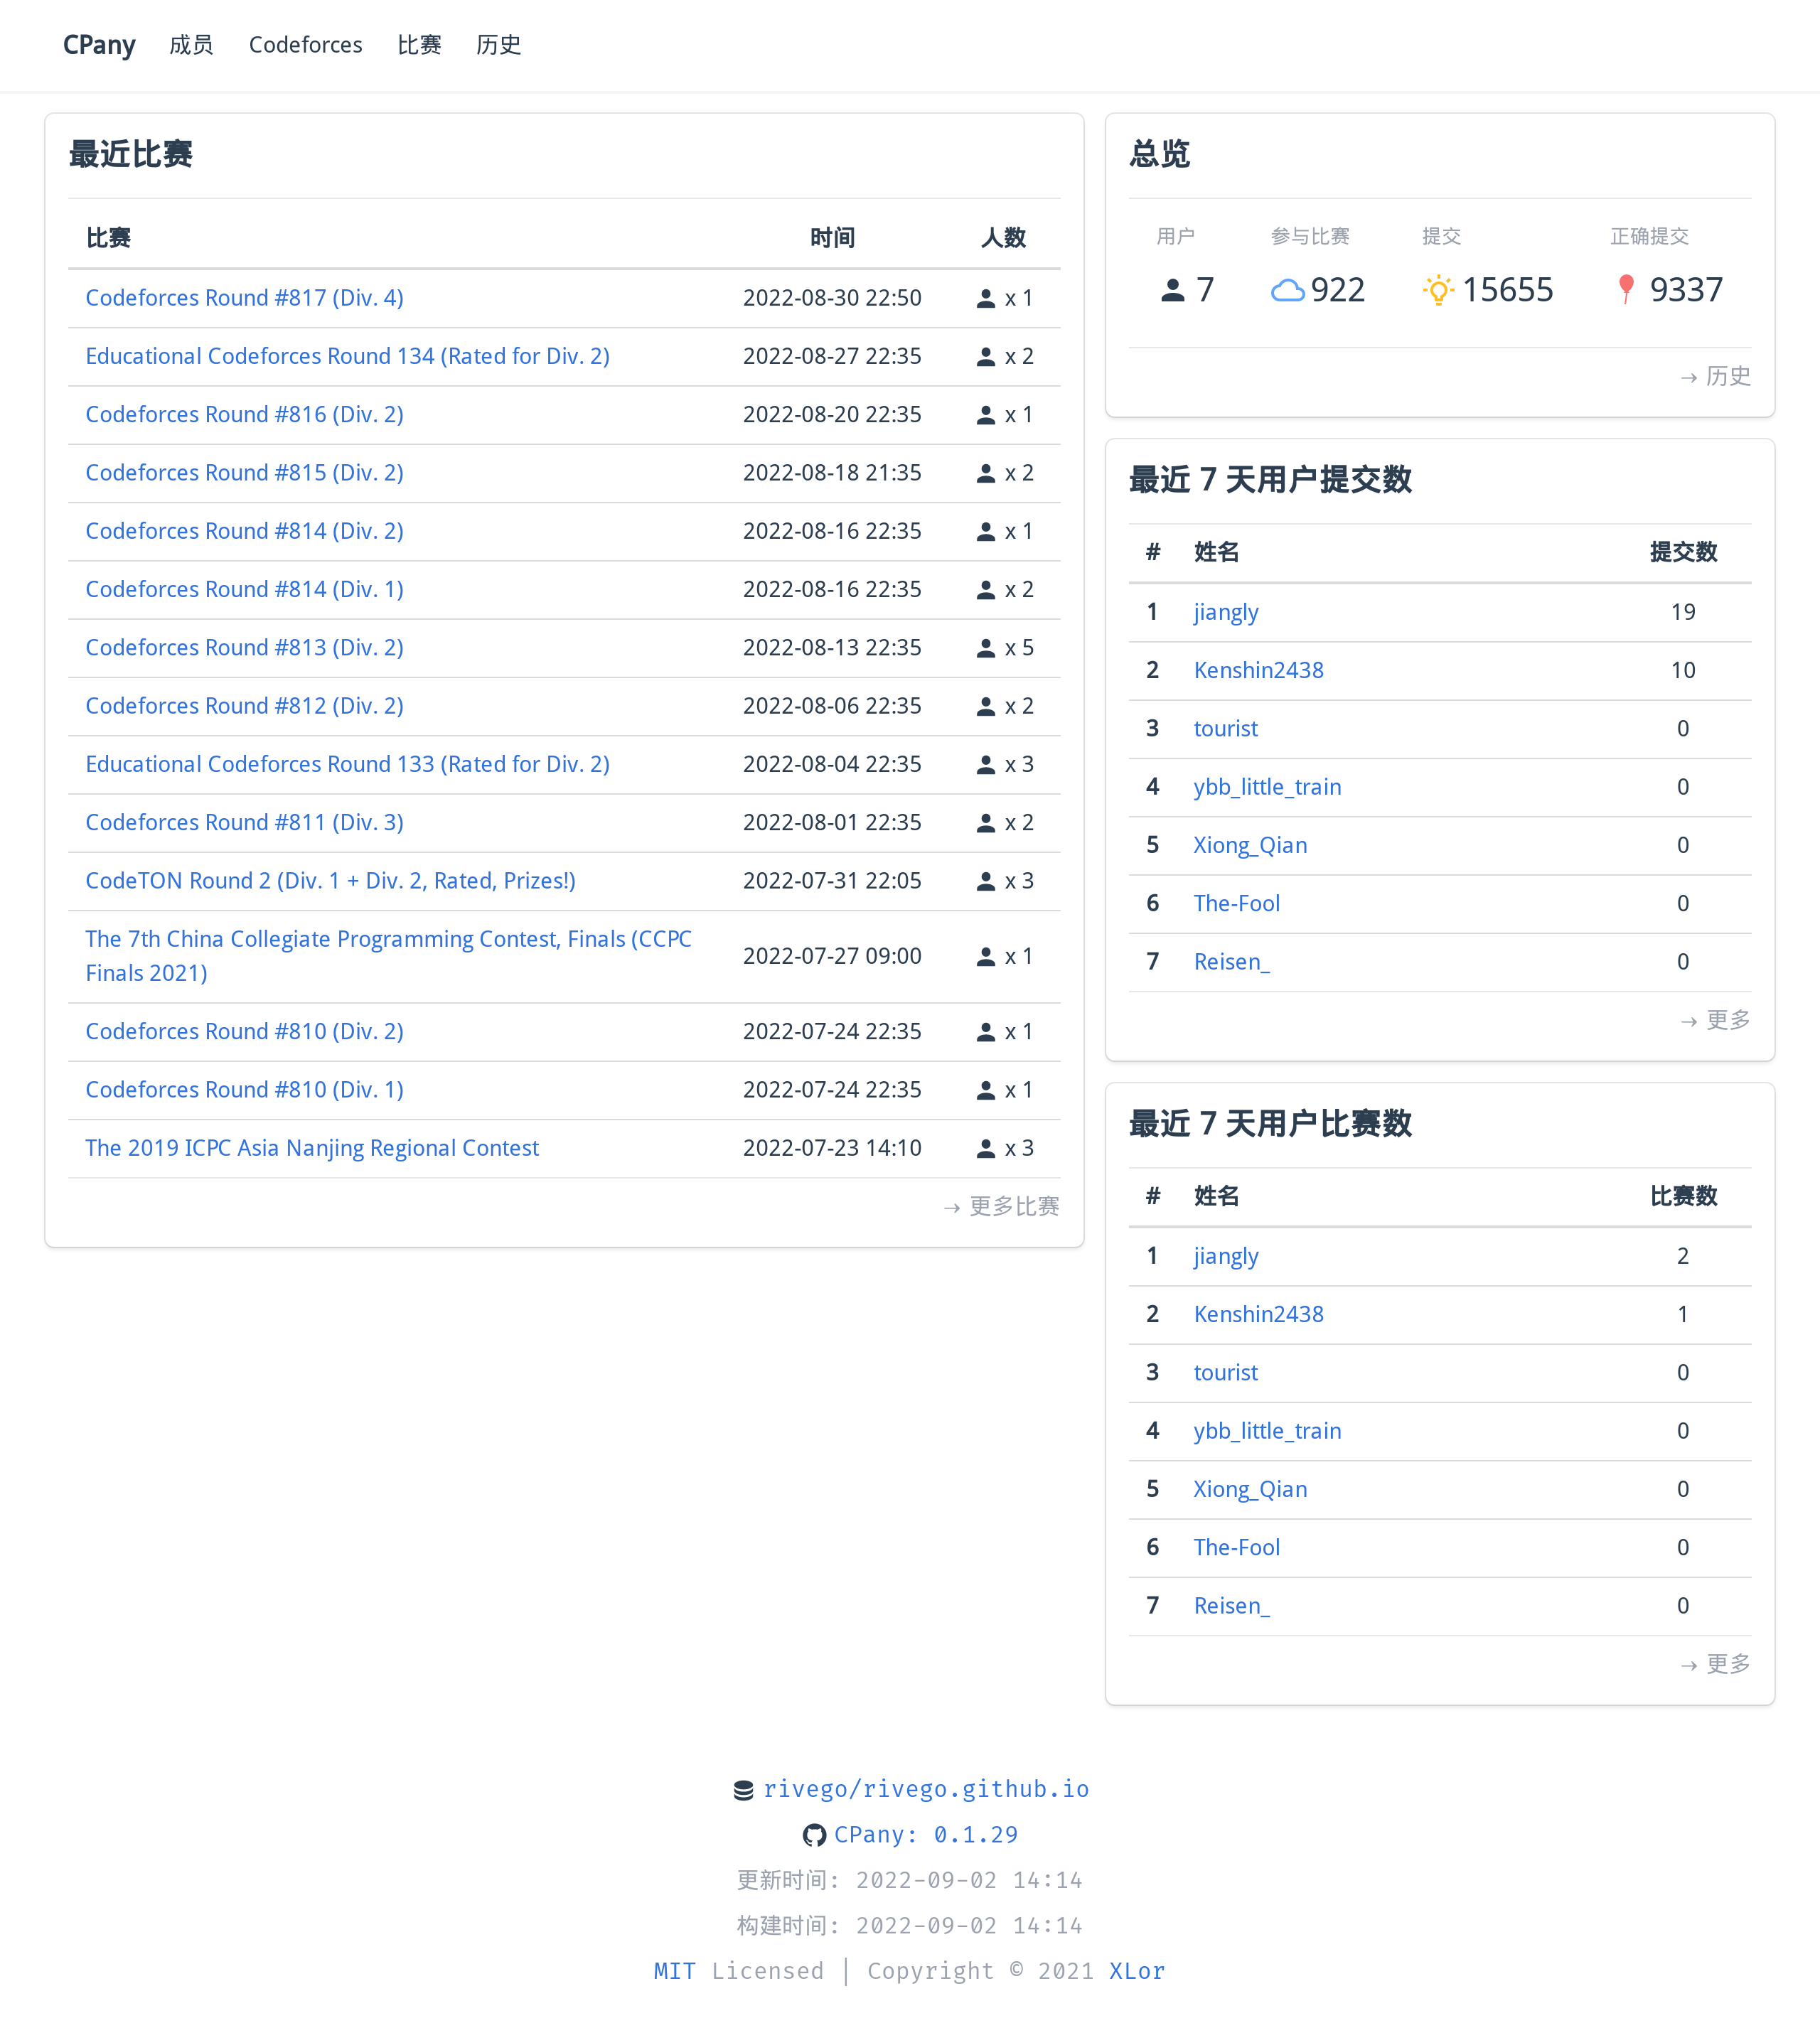 CPany 成员 Codeforces 比赛 历史
最近比赛
比赛 时间 人数
Codeforces Round #817 (Div. 4) 2022-08-30 22:50 x 1
Educational Codeforces Round 134 (Rated for Div. 2) 2022-08-27 22:35 x 2
Codeforces Round #816 (Div. 2) 2022-08-20 22:35 x 1
Codeforces Round #815 (Div. 2) 2022-08-18 21:35 x 2
Codeforces Round #814 (Div. 2) 2022-08-16 22:35 x 1
Codeforces Round #814 (Div. 1) 2022-08-16 22:35 x 2
Codeforces Round #813 (Div. 2) 2022-08-13 22:35 x 5
Codeforces Round #812 (Div. 2) 2022-08-06 22:35 x 2
Educational Codeforces Round 133 (Rated for Div. 2) 2022-08-04 22:35 x 3
Codeforces Round #811 (Div. 3) 2022-08-01 22:35 x 2
CodeTON Round 2 (Div. 1 + Div. 2, Rated, Prizes!) 2022-07-31 22:05 x 3
The 7th China Collegiate Programming Contest, Finals (CCPC
Finals 2021) 2022-07-27 09:00 x 1
Codeforces Round #810 (Div. 2) 2022-07-24 22:35 x 1
Codeforces Round #810 (Div. 1) 2022-07-24 22:35 x 1
The 2019 ICPC Asia Nanjing Regional Contest 2022-07-23 14:10 x 3
→ 更多比赛
总览
用户 参与比赛 提交 正确提交
7 922 15655 9337
→ 历史
最近 7 天用户提交数
# 姓名 提交数
1 jiangly 19
2 Kenshin2438 10
3 tourist 0
4 ybb_little_train 0
5 Xiong_Qian 0
6 The-Fool 0
7 Reisen_ 0
→ 更多
最近 7 天用户比赛数
# 姓名 比赛数
1 jiangly 2
2 Kenshin2438 1
3 tourist 0
4 ybb_little_train 0
5 Xiong_Qian 0
6 The-Fool 0
7 Reisen_ 0
→ 更多
rivego/rivego.github.io
CPany: 0.1.29
更新时间: 2022-09-02 14:14
构建时间: 2022-09-02 14:14
MIT Licensed | Copyright © 2021 XLor